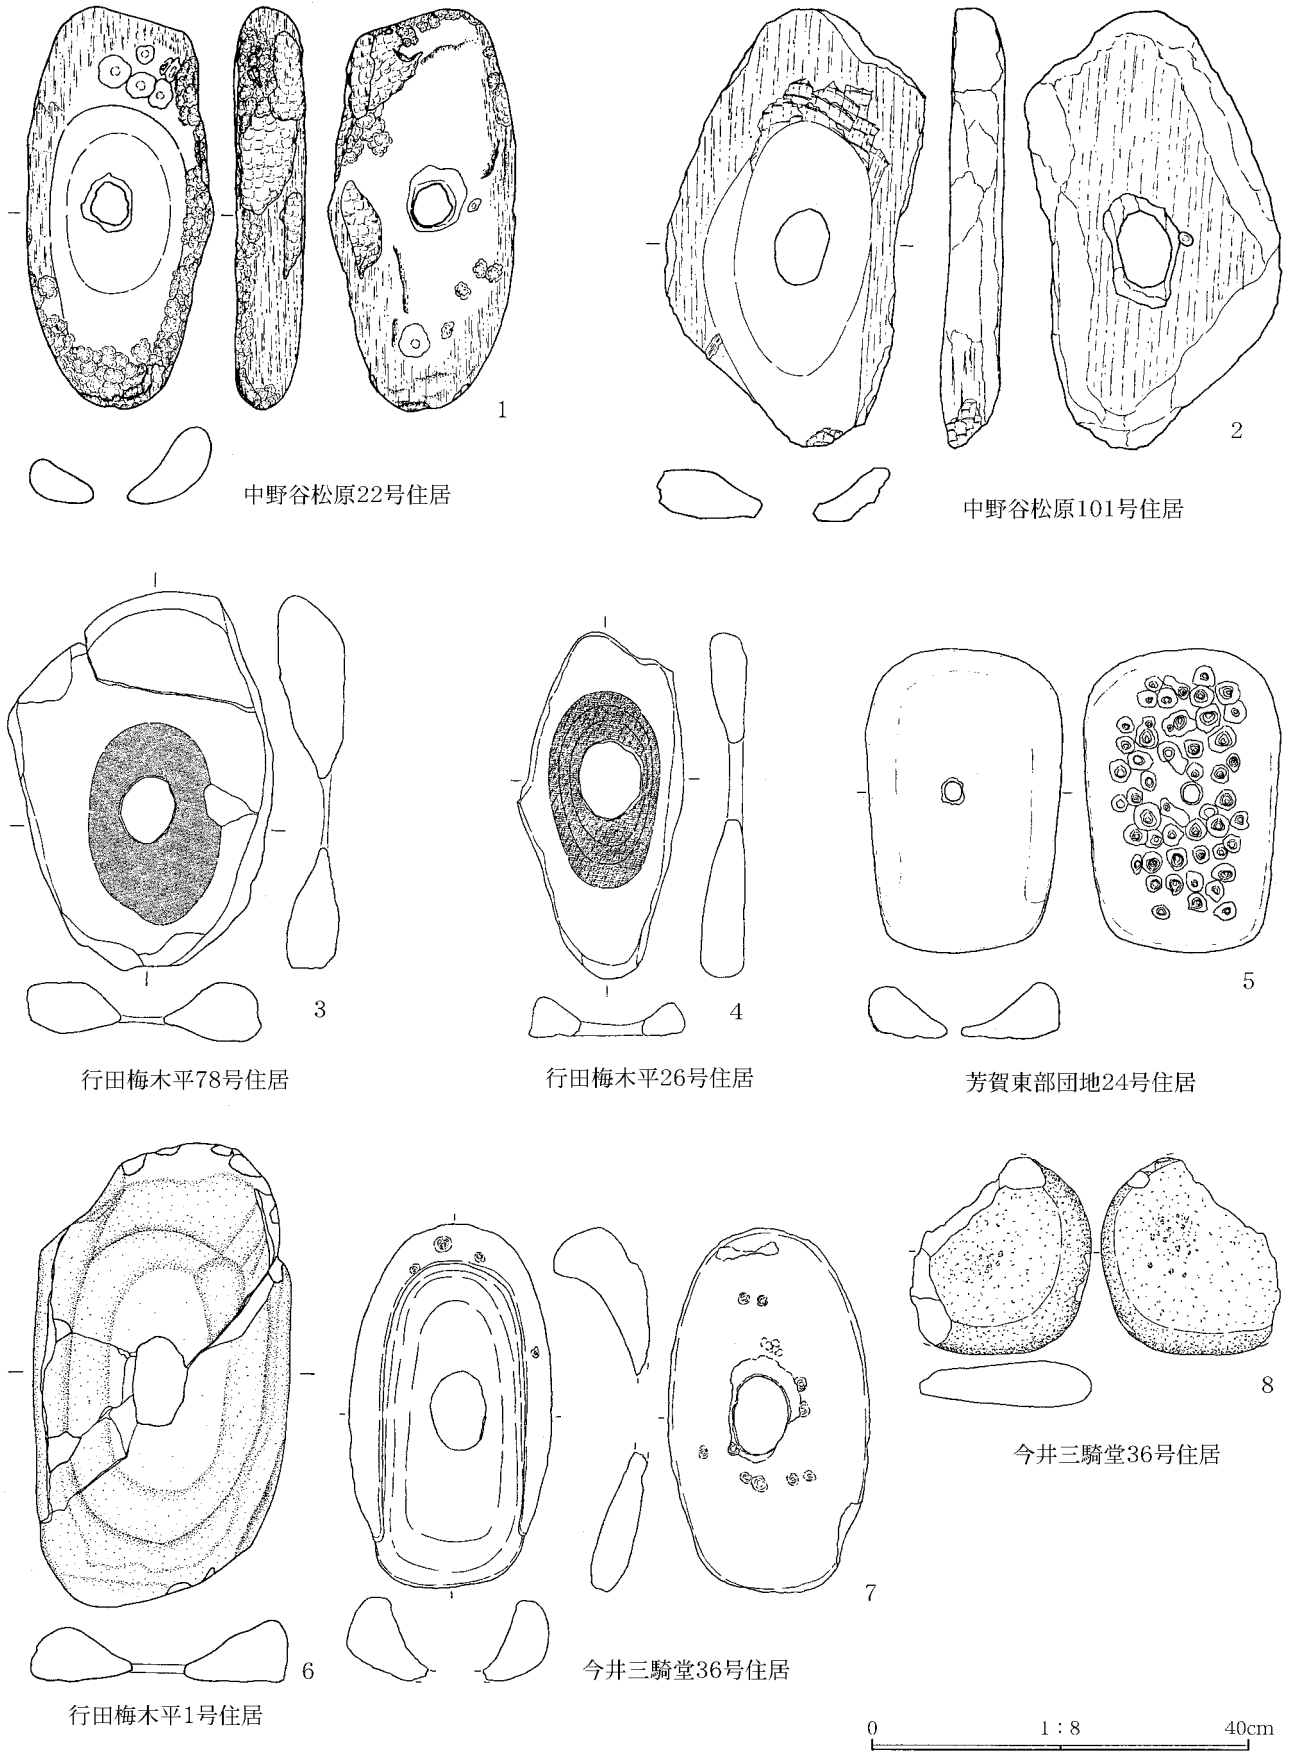 1
中野谷松原22号住居
2
中野谷松原101号住居
3
行田梅木平78号住居
4
行田梅木平26号住居
5
芳賀東部団地24号住居
6
行田梅木平1号住居
7
今井三騎堂36号住居
8
今井三騎堂36号住居
0 1：8 40cm